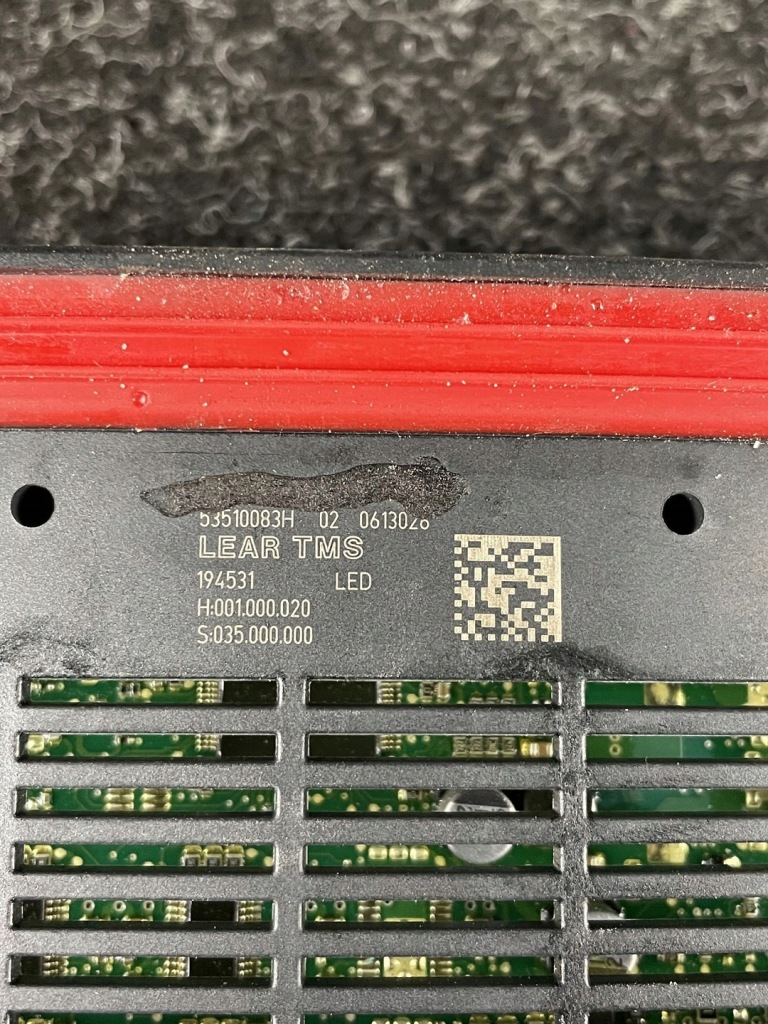 53510083H 02 0613028
LEAR TMS
194531 LED
H:001.000.020
S:035.000.000